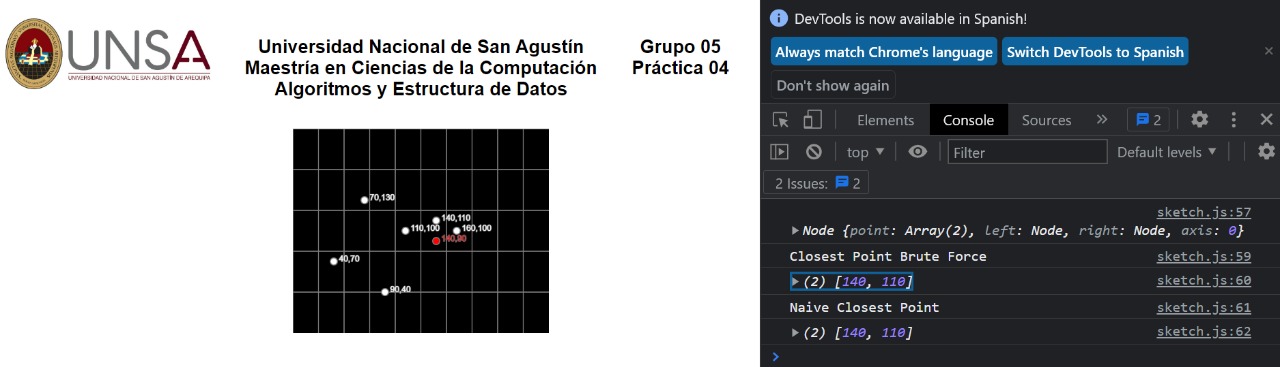 UNSA
UNIVERSIDAD NACIONAL DE SAN AGUSTÍN DE AREQUIPA
Universidad Nacional de San Agustín
Maestría en Ciencias de la Computación
Algoritmos y Estructura de Datos
Grupo 05
Práctica 04
70,130
140,110
110,100
160,100
140,90
40,70
90,40
DevTools is now available in Spanish!
Always match Chrome's language
Switch DevTools to Spanish
Don't show again
Elements
Console
Sources
2
top
Filter
Default levels
2 Issues:
2
sketch.js:57
Node {point: Array(2), left: Node, right: Node, axis: 0}
Closest Point Brute Force
sketch.js:59
(2) [140, 110]
sketch.js:60
Naive Closest Point
sketch.js:61
(2) [140, 110]
sketch.js:62